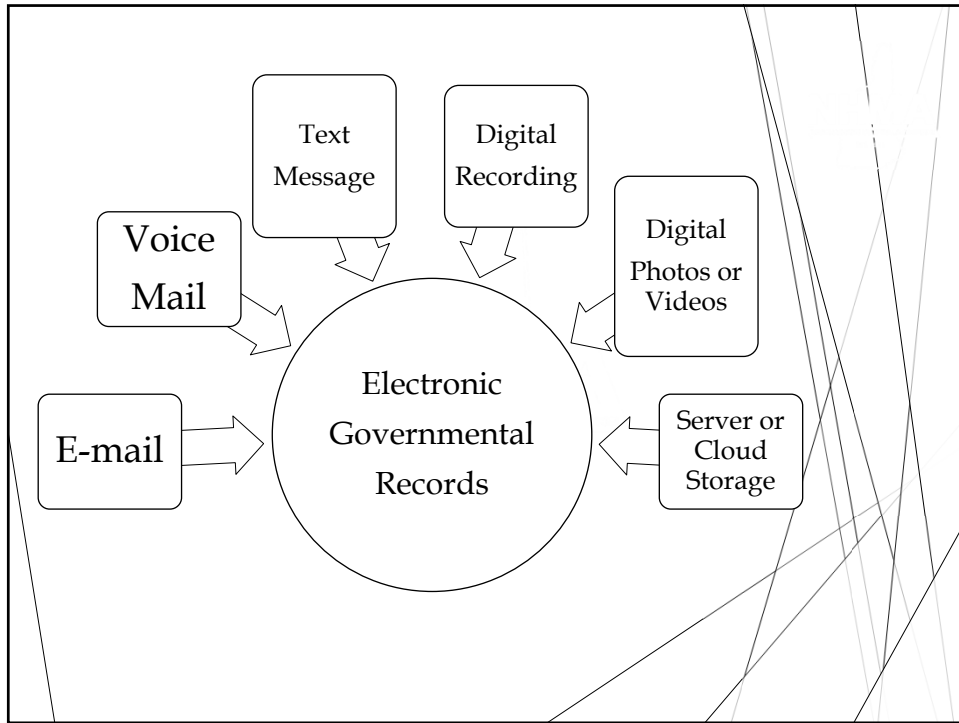 Text
Message
Digital
Recording
Voice
Mail
Digital
Photos or
Videos
E-mail
Electronic
Governmental
Records
Server or
Cloud
Storage